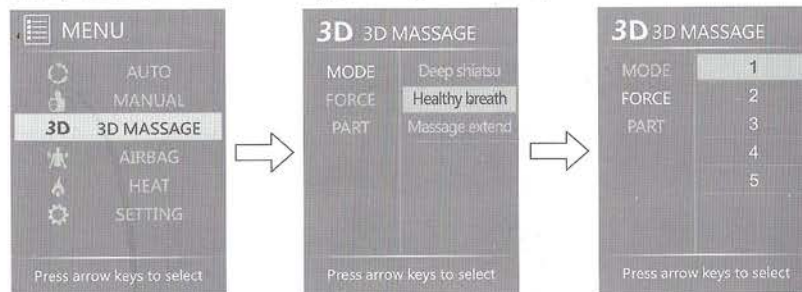 MENU
AUTO
MANUAL
3D 3D MASSAGE
AIRBAG
HEAT
SETTING
Press arrow keys to select
3D 3D MASSAGE
MODE Deep shiatsu
FORCE Healthy breath
PART Massage extend
Press arrow keys to select
3D 3D MASSAGE
MODE 1
FORCE 2
PART 3
4
5
Press arrow keys to select